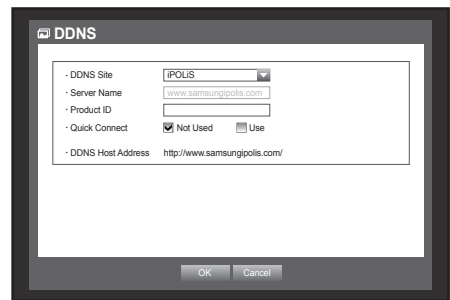 DDNS
· DDNS Site iPOLiS
· Server Name www.samsungipolis.com
· Product ID
· Quick Connect Not Used Use
· DDNS Host Address http://www.samsungipolis.com/
OK Cancel